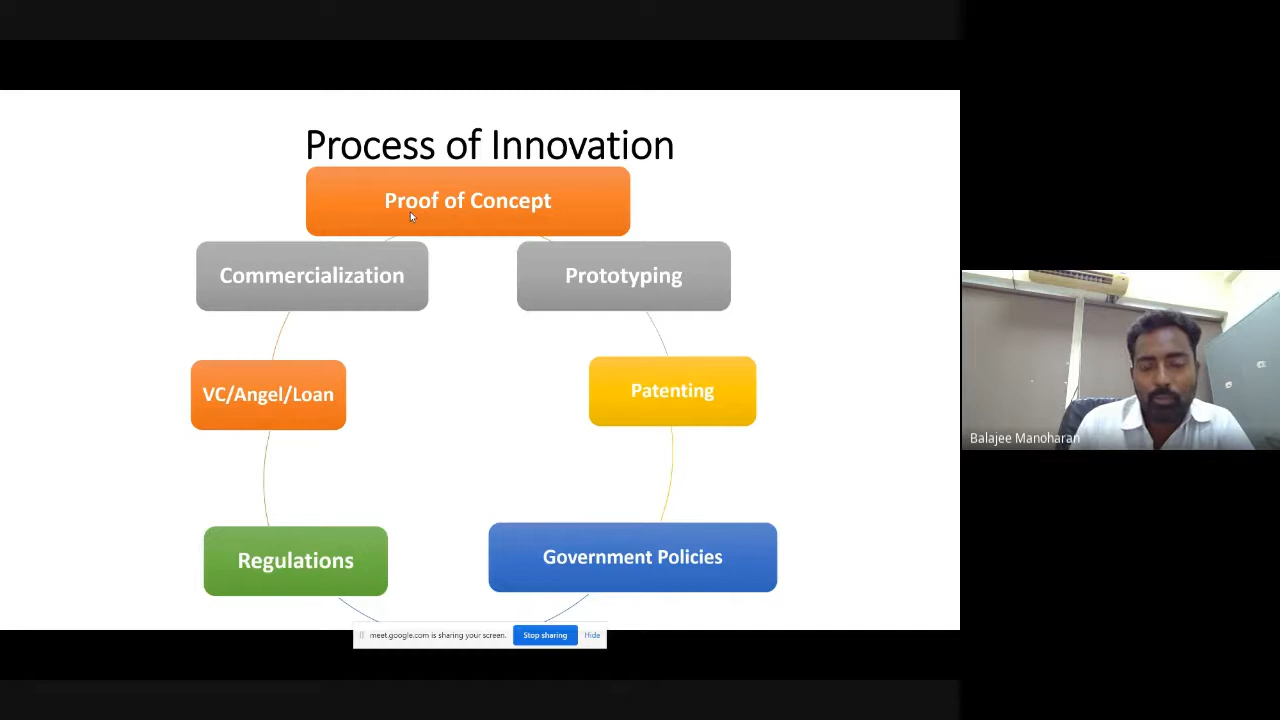 Process of Innovation
Proof of Concept
Commercialization
Prototyping
VC/Angel/Loan
Patenting
Regulations
Government Policies
meet.google.com is sharing your screen. Stop sharing Hide
Balajee Manoharan